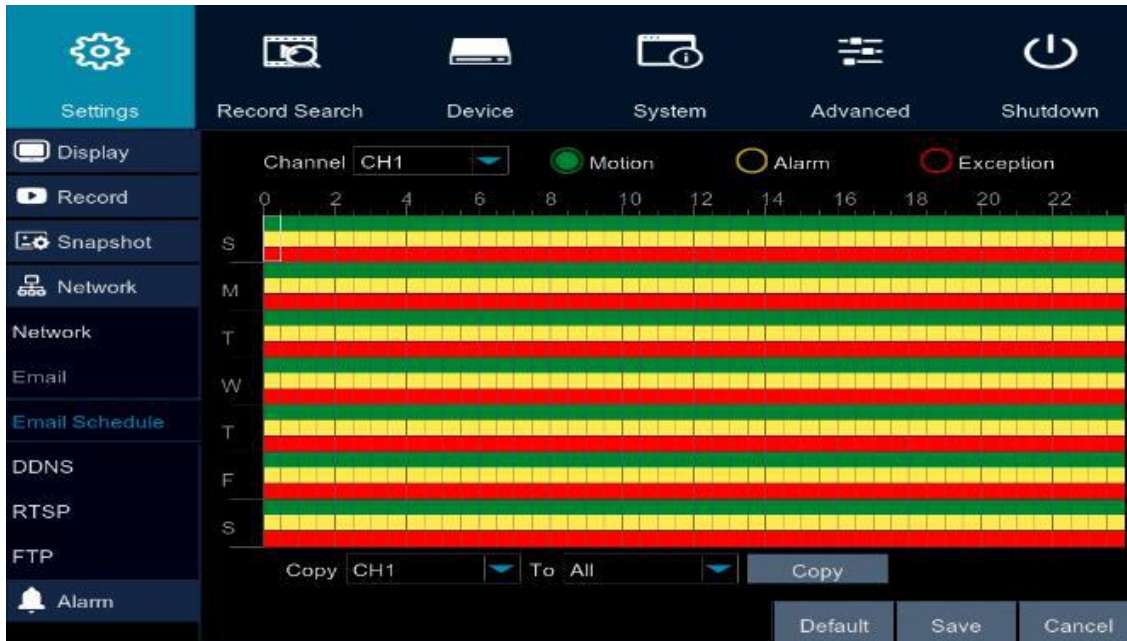 Settings Record Search Device System Advanced Shutdown
Display
Channel CH1 Motion Alarm Exception
Record
0 2 4 6 8 10 12 14 16 18 20 22
Snapshot
S
Network
M
Network
T
Email
W
Email Schedule
T
DDNS
F
RTSP
S
FTP
Copy CH1 To All Copy
Alarm
Default Save Cancel